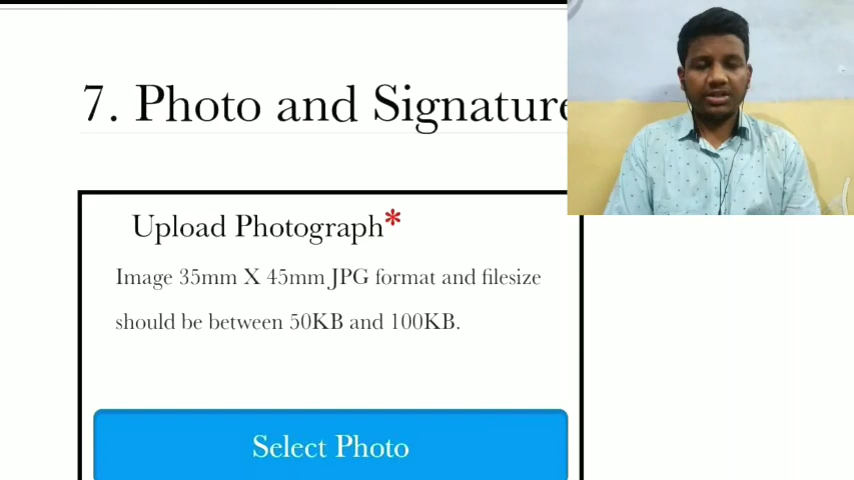 7. Photo and Signature
Upload Photograph*
Image 35mm X 45mm JPG format and filesize
should be between 50KB and 100KB.
Select Photo